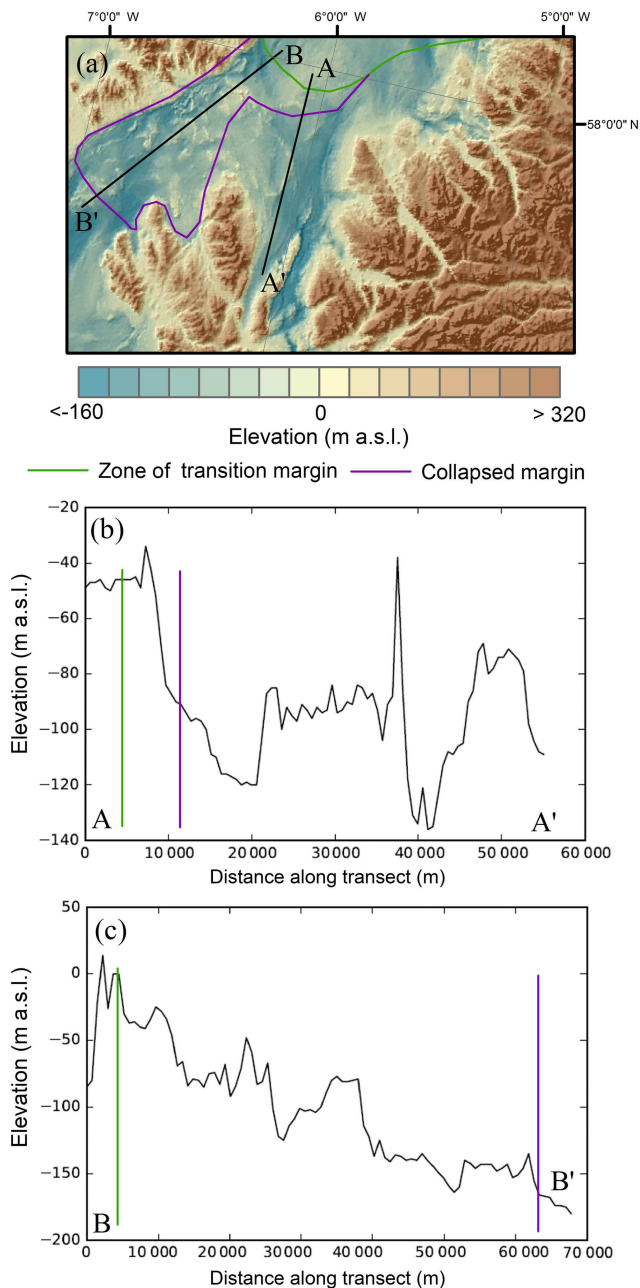 7°0'0"W 6°0'0"W 5°0'0"W
(a)
B
A
58°0'0" N
B'
A'
<-160 0 > 320
Elevation (m a.s.l.)
Zone of transition margin Collapsed margin
(b)
−20
−40
−60
−80
−100
−120
−140
Elevation (m a.s.l.)
A A'
0 10 000 20 000 30 000 40 000 50 000 60 000
Distance along transect (m)
(c)
50
0
−50
−100
−150
−200
Elevation (m a.s.l.)
B'
B
0 10 000 20 000 30 000 40 000 50 000 60 000 70 000
Distance along transect (m)